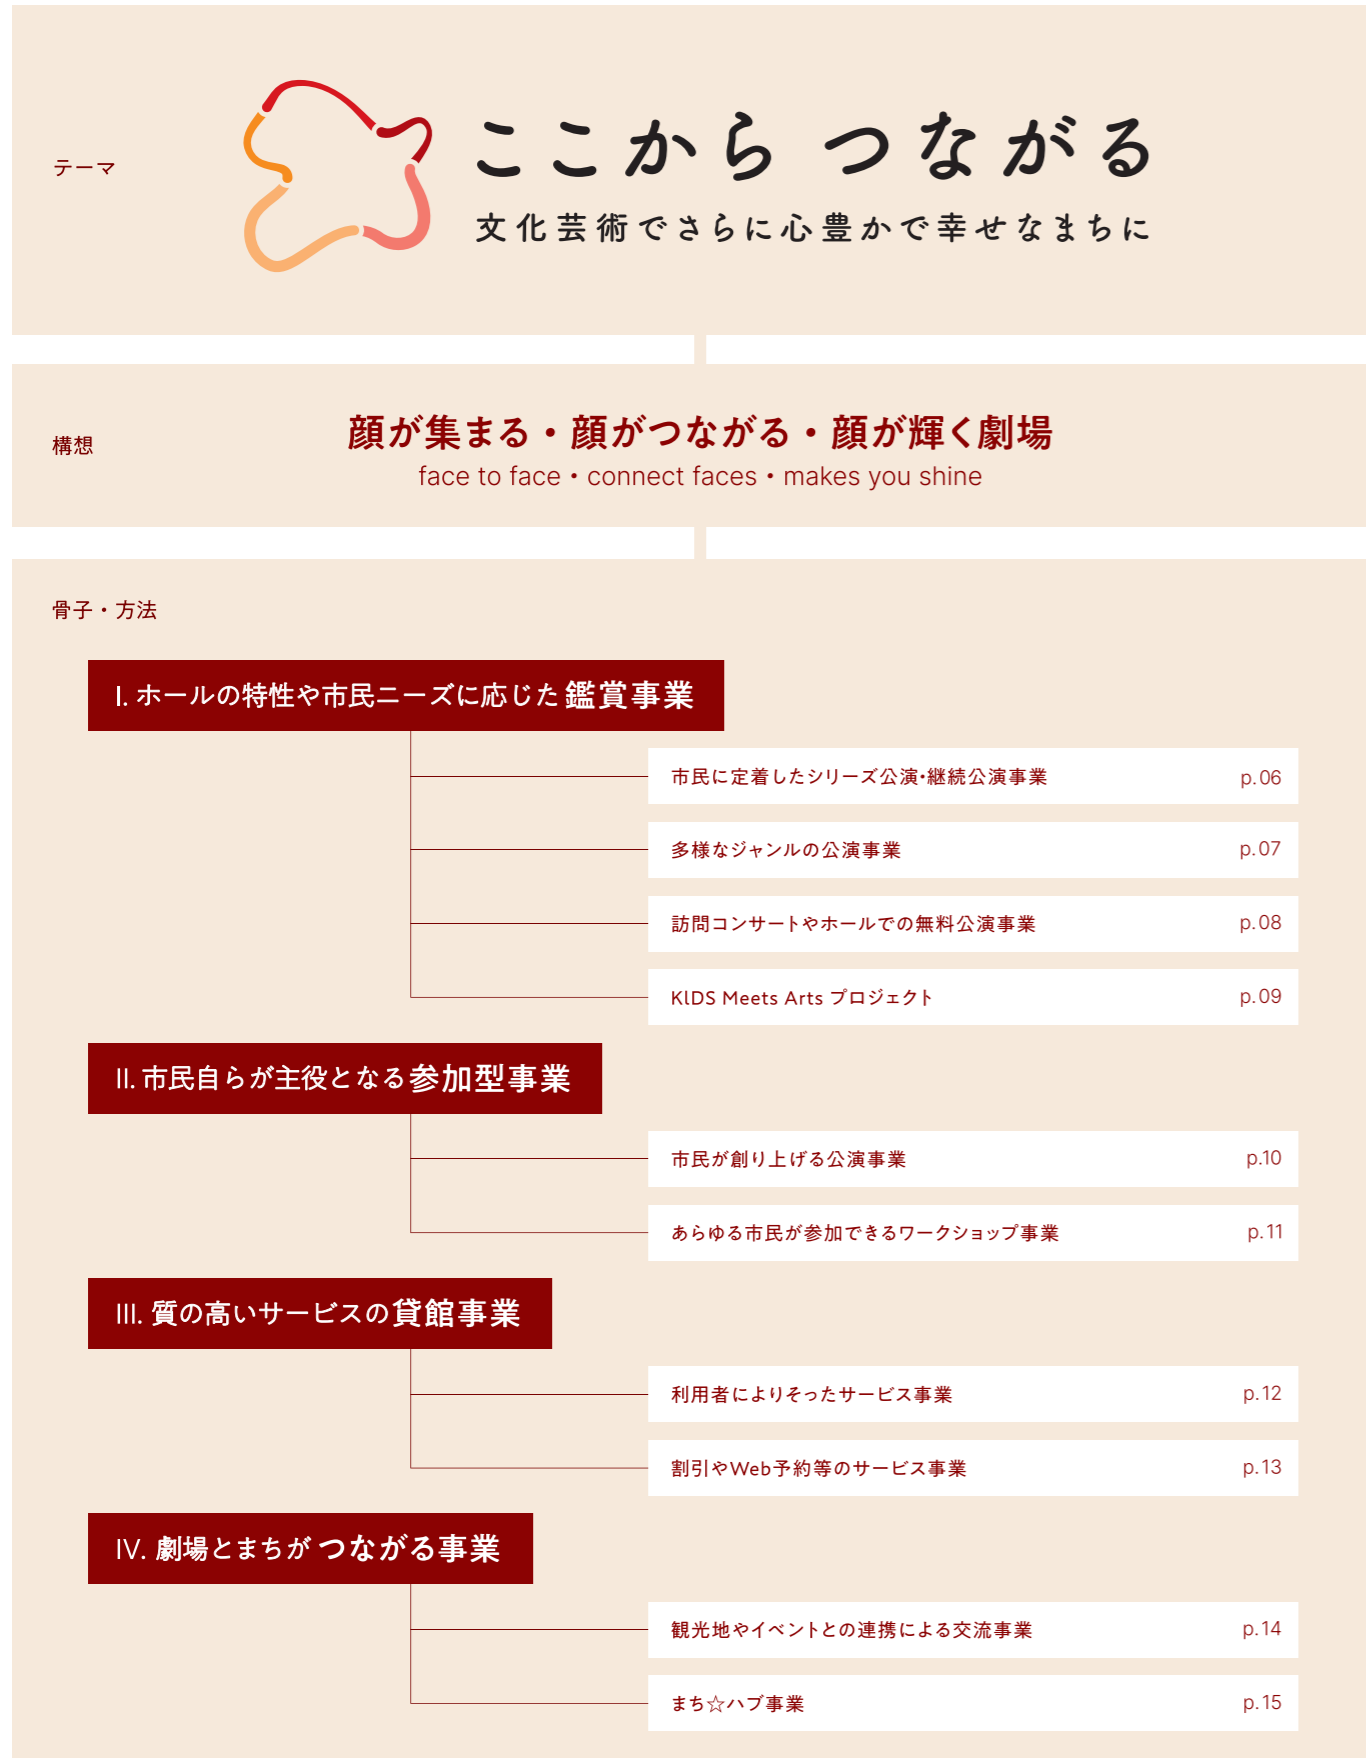 テーマ
ここから つながる
文化芸術でさらに心豊かで幸せなまちに
構想
顔が集まる・顔がつながる・顔が輝く劇場
face to face・connect faces・makes you shine
骨子・方法
I. ホールの特性や市民ニーズに応じた 鑑賞事業
市民に定着したシリーズ公演・継続公演事業 p.06
多様なジャンルの公演事業 p.07
訪問コンサートやホールでの無料公演事業 p.08
KIDS Meets Arts プロジェクト p.09
II. 市民自らが主役となる参加型事業
市民が創り上げる公演事業 p.10
あらゆる市民が参加できるワークショップ事業 p.11
III. 質の高いサービスの貸館事業
利用者によりそったサービス事業 p.12
割引やWeb予約等のサービス事業 p.13
IV. 劇場とまちが つながる事業
観光地やイベントとの連携による交流事業 p.14
まち☆ハブ事業 p.15